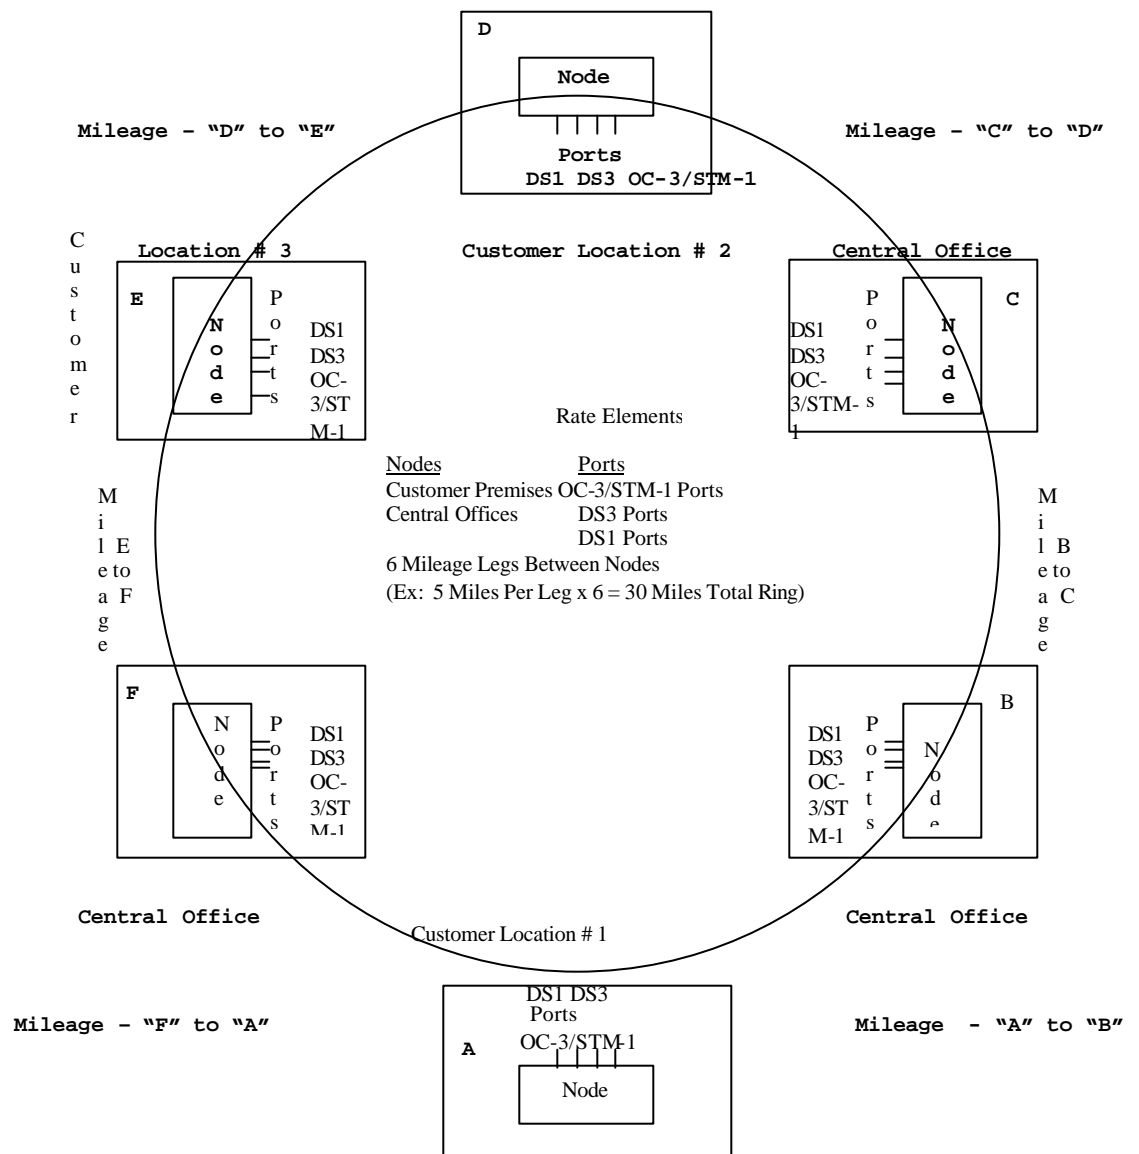 D
Node
Mileage – “D” to “E”
Mileage – “C” to “D”
Ports
DS1 DS3 OC-3/STM-1
Customer
Location # 3
Customer Location # 2
Central Office
E
Node
Ports
DS1
DS3
OC-
3/ST
M-1
DS1
DS3
OC-
3/STM-
1
Ports
Node
C
Rate Elements
Nodes Ports
Customer Premises OC-3/STM-1 Ports
Central Offices DS3 Ports
DS1 Ports
6 Mileage Legs Between Nodes
(Ex: 5 Miles Per Leg x 6 = 30 Miles Total Ring)
Mileage
E
to
F
Mileage
B
to
C
F
Node
Ports
DS1
DS3
OC-
3/ST
M-1
DS1
DS3
OC-
3/ST
M-1
Ports
Node
B
Central Office
Central Office
Customer Location # 1
Mileage – “F” to “A”
Mileage - “A” to “B”
DS1 DS3
Ports
A
OC-3/STM-1
Node